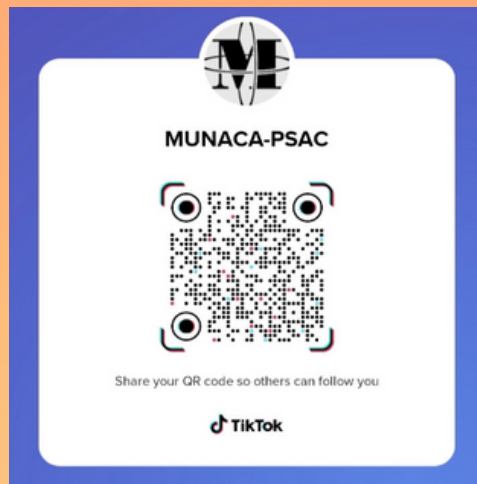 M
MUNACA-PSAC
Share your QR code so others can follow you
TikTok